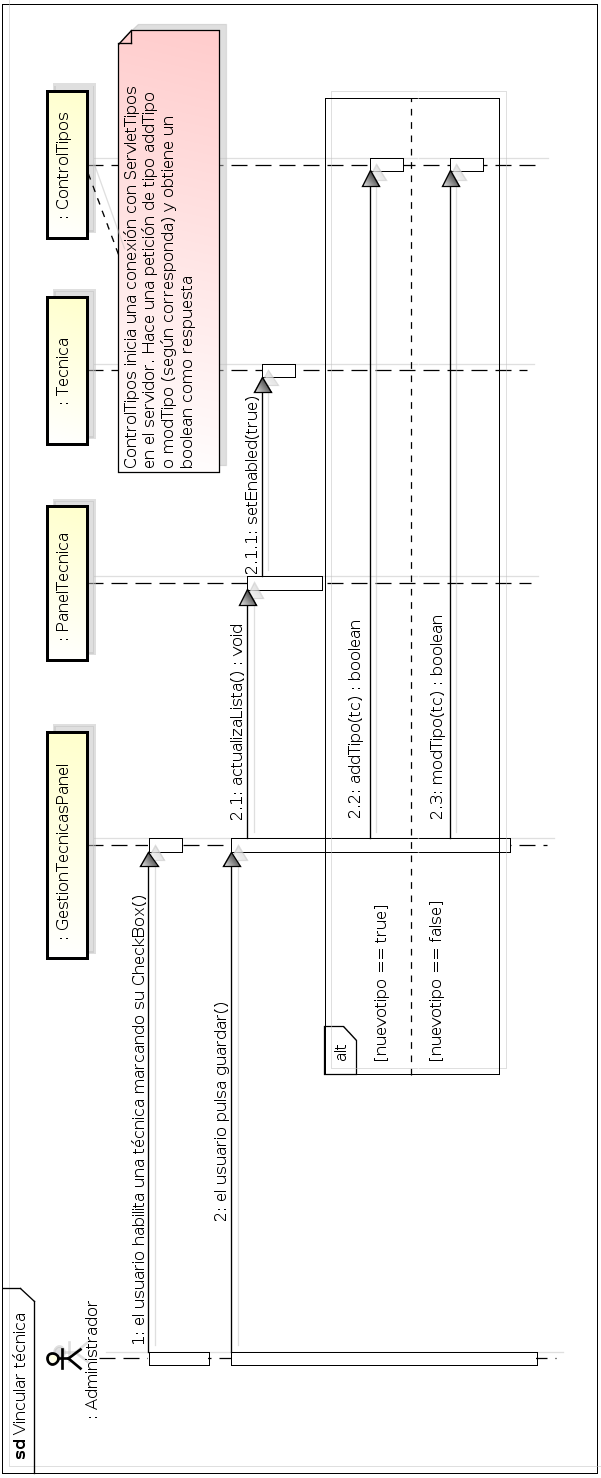 sd Vincular técnica
: Administrador
: GestionTecnicasPanel
: PanelTecnica
: Tecnica
: ControlTipos
ControlTipos inicia una conexión con ServletTipos
en el servidor. Hace una petición de tipo addTipo
o modTipo (según corresponda) y obtiene un
boolean como respuesta
1: el usuario habilita una técnica marcando su CheckBox()
2: el usuario pulsa guardar()
2.1: actualizaLista() : void
2.1.1: setEnabled(true)
alt
[nuevotipo == true]
2.2: addTipo(tc) : boolean
[nuevotipo == false]
2.3: modTipo(tc) : boolean